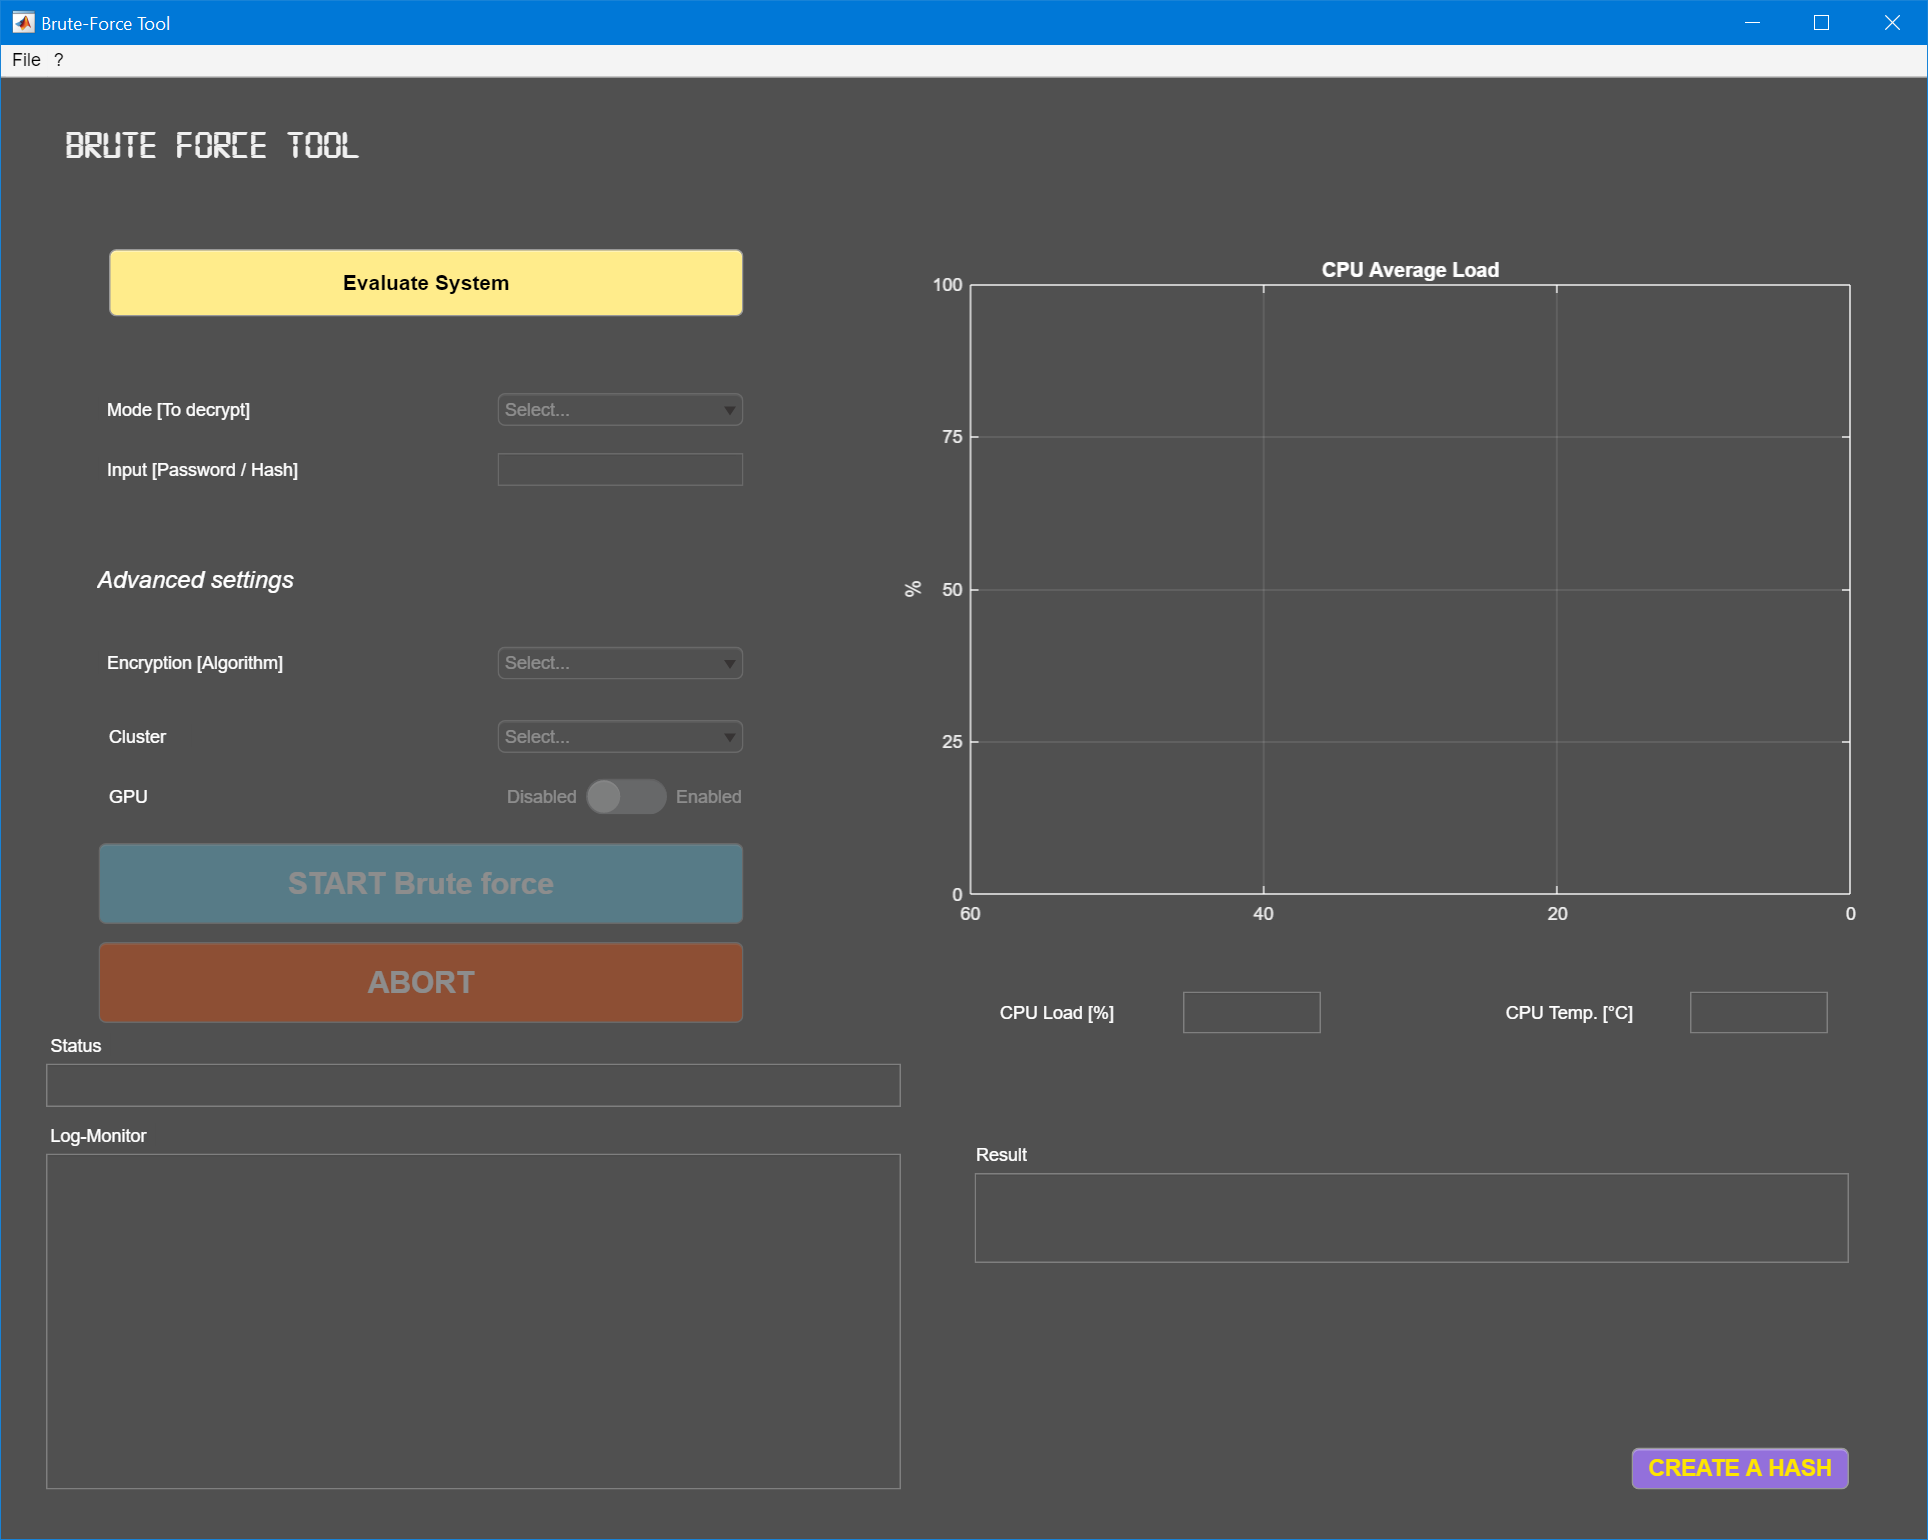 Brute-Force Tool
File ?
BRUTE FORCE TOOL
Evaluate System
Mode [To decrypt] Select...
Input [Password / Hash]
Advanced settings
Encryption [Algorithm] Select...
Cluster Select...
GPU Disabled Enabled
START Brute force
ABORT
Status
Log-Monitor
CPU Average Load
100
75
% 50
25
0
60 40 20 0
CPU Load [%] CPU Temp. [°C]
Result
CREATE A HASH